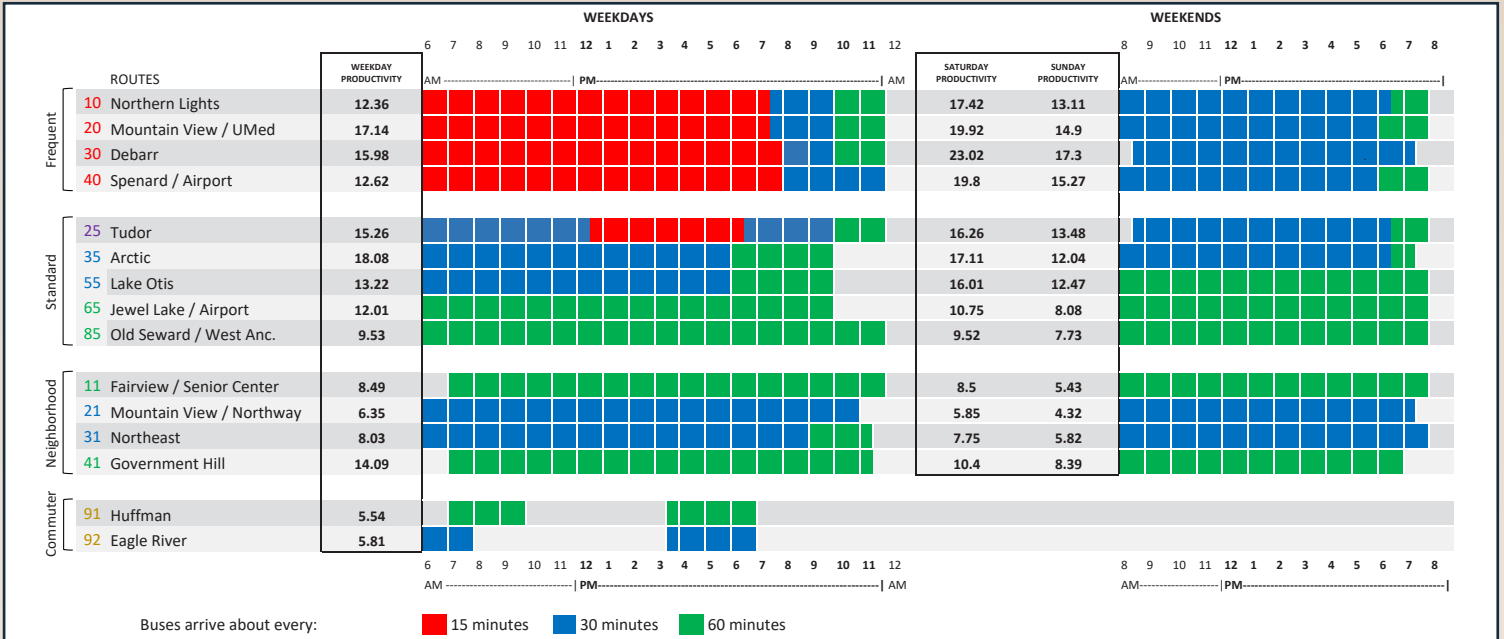 WEEKDAYS WEEKENDS
6 7 8 9 10 11 12 1 2 3 4 5 6 7 8 9 10 11 12 8 9 10 11 12 1 2 3 4 5 6 7 8
ROUTES WEEKDAY PRODUCTIVITY AM ----------------------------| PM-----------------------------------------------------------------| AM SATURDAY PRODUCTIVITY SUNDAY PRODUCTIVITY AM--------------------| PM-------------------------------------------|
Frequent
10 Northern Lights 12.36 17.42 13.11
20 Mountain View / UMed 17.14 19.92 14.9
30 Debarr 15.98 23.02 17.3
40 Spenard / Airport 12.62 19.8 15.27
Standard
25 Tudor 15.26 16.26 13.48
35 Arctic 18.08 17.11 12.04
55 Lake Otis 13.22 16.01 12.47
65 Jewel Lake / Airport 12.01 10.75 8.08
85 Old Seward / West Anc. 9.53 9.52 7.73
Neighborhood
11 Fairview / Senior Center 8.49 8.5 5.43
21 Mountain View / Northway 6.35 5.85 4.32
31 Northeast 8.03 7.75 5.82
41 Government Hill 14.09 10.4 8.39
Commuter
91 Huffman 5.54
92 Eagle River 5.81
6 7 8 9 10 11 12 1 2 3 4 5 6 7 8 9 10 11 12 8 9 10 11 12 1 2 3 4 5 6 7 8
AM ----------------------------| PM-----------------------------------------------------------------| AM AM--------------------| PM-------------------------------------------|
Buses arrive about every: 15 minutes 30 minutes 60 minutes